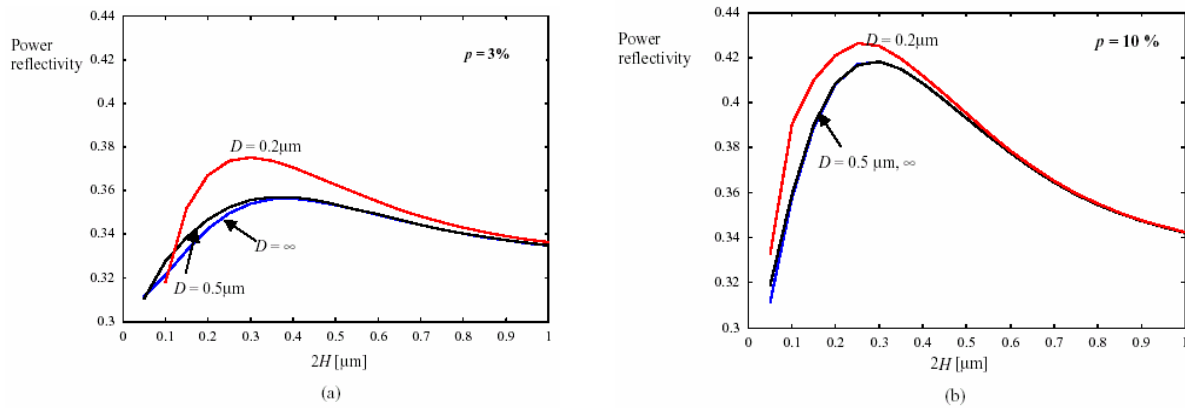 0.44
Power
reflectivity
p = 3%
0.42
0.4
0.38
D = 0.2μm
0.36
0.34
D = ∞
0.32
D = 0.5μm
0.3
0 0.1 0.2 0.3 0.4 0.5 0.6 0.7 0.8 0.9 1
2H [μm]
(a)
0.44
Power
reflectivity
D = 0.2μm
p = 10 %
0.42
0.4
0.38
D = 0.5 μm, ∞
0.36
0.34
0.32
0.3
0 0.1 0.2 0.3 0.4 0.5 0.6 0.7 0.8 0.9 1
2H [μm]
(b)